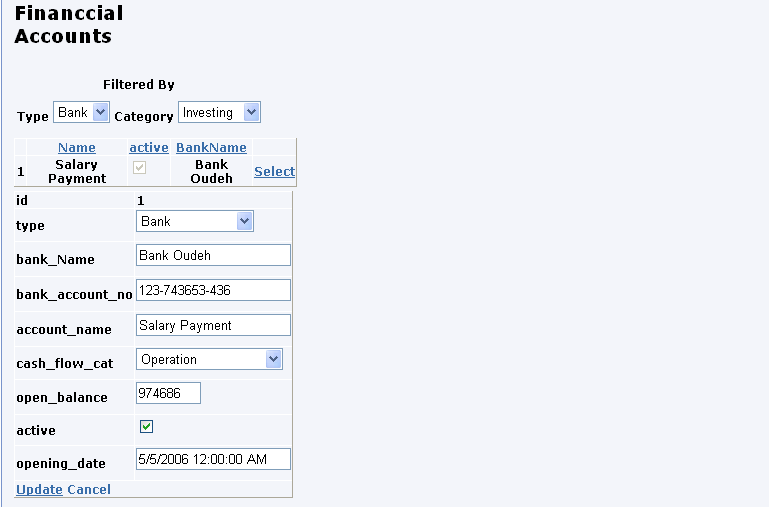 Financcial
Accounts
Filtered By
Type Bank Category Investing
Name active BankName
1 Salary Payment Bank Oudeh Select
id 1
type Bank
bank_Name Bank Oudeh
bank_account_no 123-743653-436
account_name Salary Payment
cash_flow_cat Operation
open_balance 974686
active
opening_date 5/5/2006 12:00:00 AM
Update Cancel